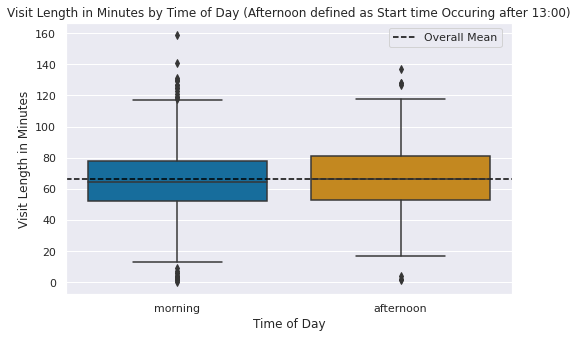 Visit Length in Minutes by Time of Day (Afternoon defined as Start time Occuring after 13:00)
Overall Mean
160
140
120
100
80
60
40
20
0
Visit Length in Minutes
morning afternoon
Time of Day